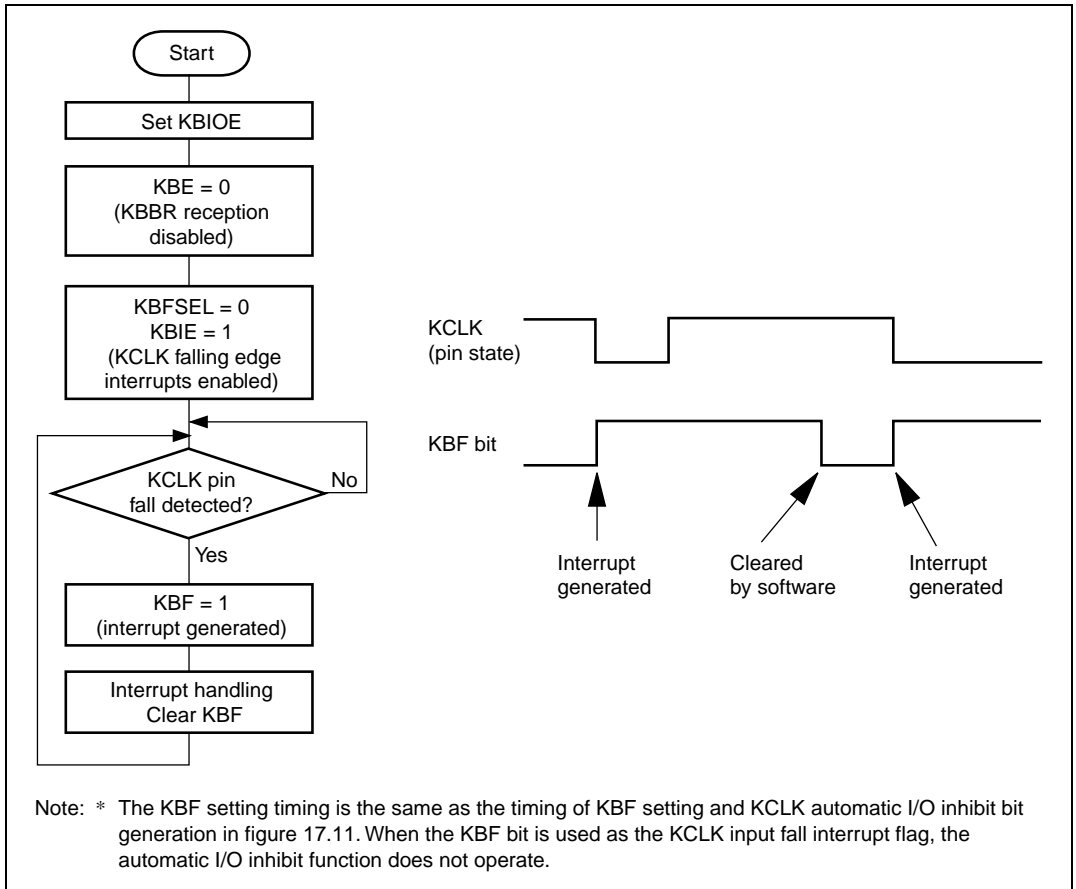 Start
Set KBIOE
KBE = 0
(KBBR reception
disabled)
KBFSEL = 0
KBIE = 1
(KCLK falling edge
interrupts enabled)
KCLK pin
fall detected?
No
Yes
KBF = 1
(interrupt generated)
Interrupt handling
Clear KBF
KCLK
(pin state)
KBF bit
Interrupt
generated
Cleared
by software
Interrupt
generated
Note: * The KBF setting timing is the same as the timing of KBF setting and KCLK automatic I/O inhibit bit
generation in figure 17.11. When the KBF bit is used as the KCLK input fall interrupt flag, the
automatic I/O inhibit function does not operate.